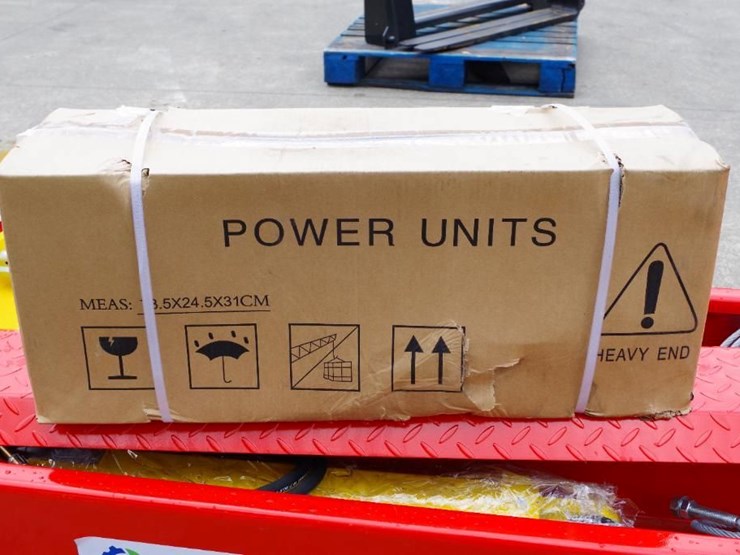 POWER UNITS
MEAS: 3.5X24.5X31CM
HEAVY END